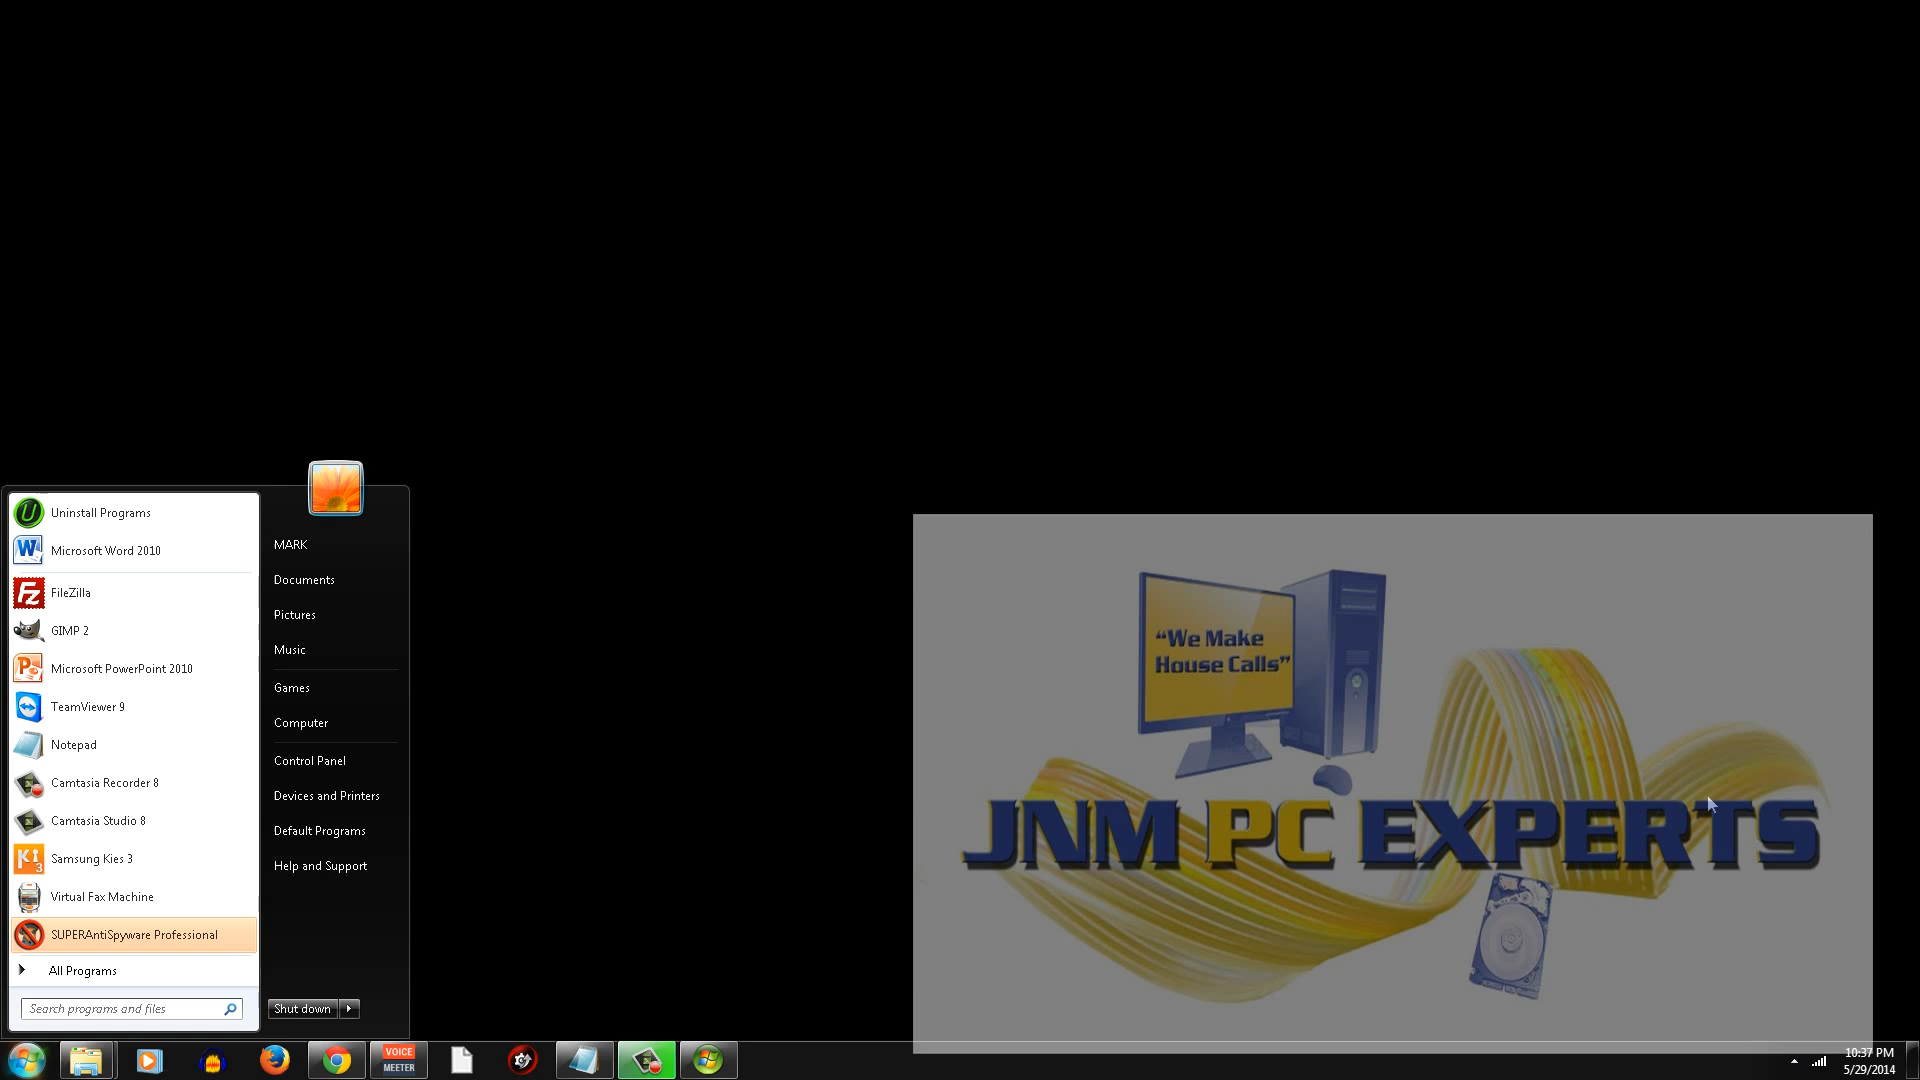 Uninstall Programs
Microsoft Word 2010
FileZilla
GIMP 2
Microsoft PowerPoint 2010
TeamViewer 9
Notepad
Camtasia Recorder 8
Camtasia Studio 8
Samsung Kies 3
Virtual Fax Machine
SUPERAntiSpyware Professional
All Programs
Search programs and files
MARK
Documents
Pictures
Music
Games
Computer
Control Panel
Devices and Printers
Default Programs
Help and Support
Shut down
“We Make
House Calls”
JNM PC EXPERTS
VOICE
MEETER
10:37 PM
5/29/2014